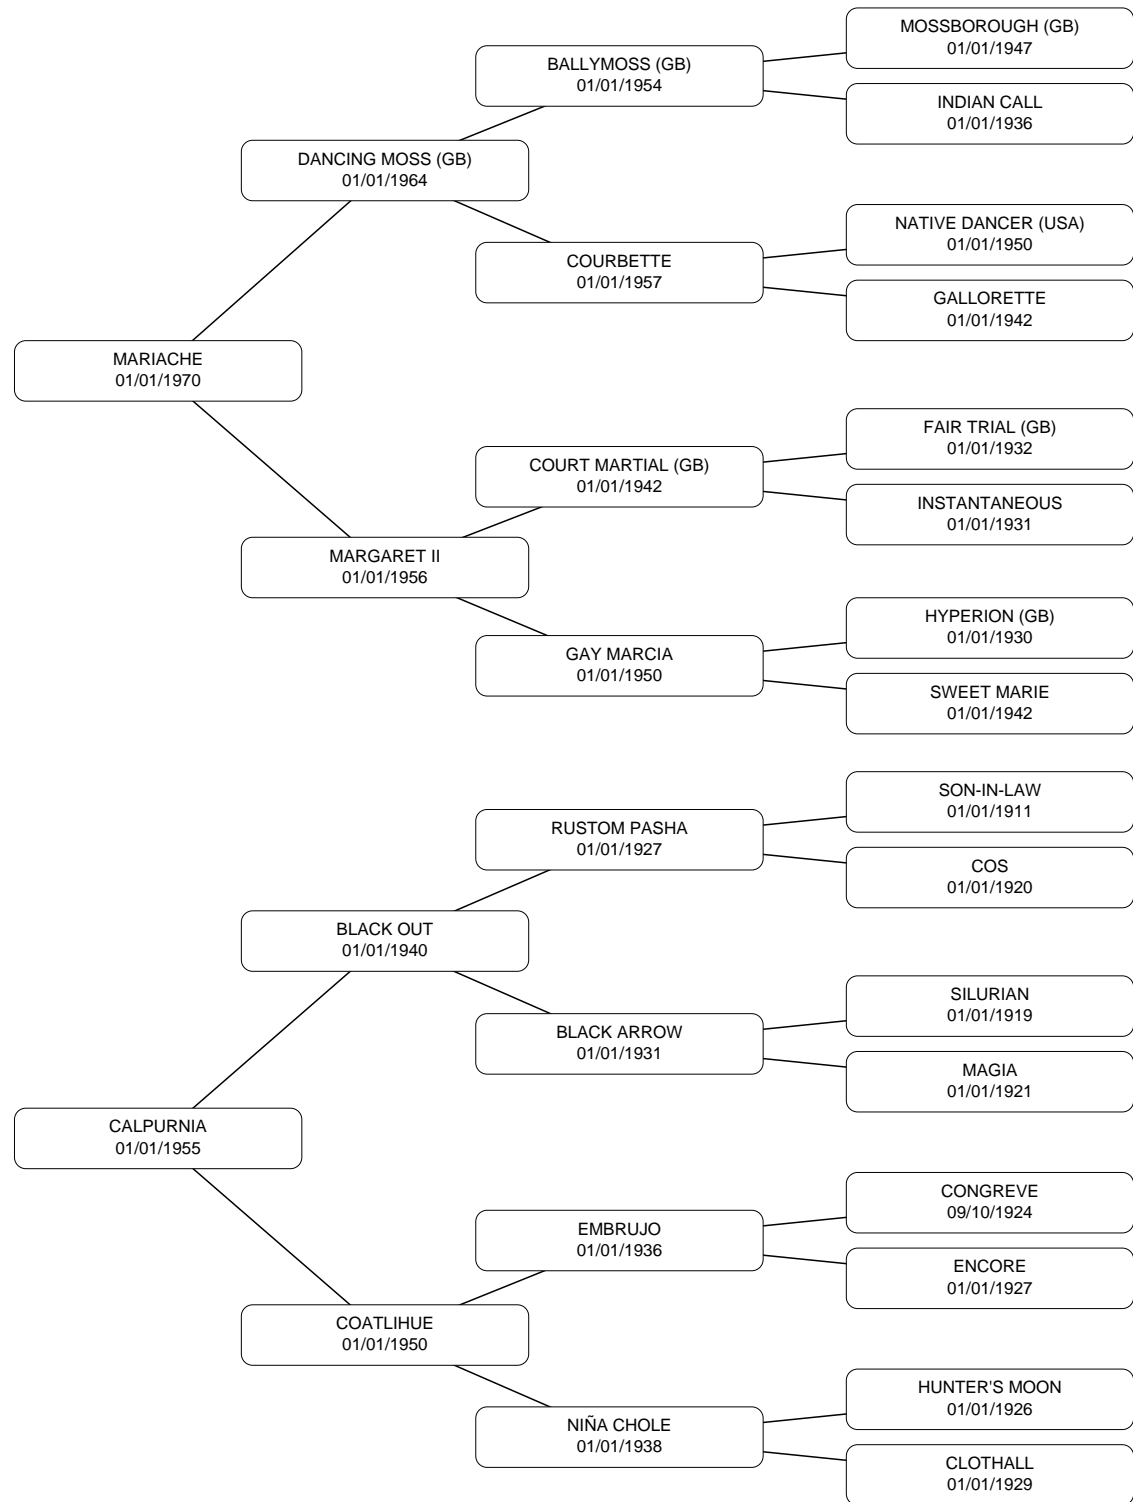 MOSSBOROUGH (GB)
01/01/1947
BALLYMOSS (GB)
01/01/1954
INDIAN CALL
01/01/1936
DANCING MOSS (GB)
01/01/1964
NATIVE DANCER (USA)
01/01/1950
COURBETTE
01/01/1957
GALLORETTE
01/01/1942
MARIACHE
01/01/1970
FAIR TRIAL (GB)
01/01/1932
COURT MARTIAL (GB)
01/01/1942
INSTANTANEOUS
01/01/1931
MARGARET II
01/01/1956
HYPERION (GB)
01/01/1930
GAY MARCIA
01/01/1950
SWEET MARIE
01/01/1942
SON-IN-LAW
01/01/1911
RUSTOM PASHA
01/01/1927
COS
01/01/1920
BLACK OUT
01/01/1940
SILURIAN
01/01/1919
BLACK ARROW
01/01/1931
MAGIA
01/01/1921
CALPURNIA
01/01/1955
CONGREVE
09/10/1924
EMBRUJO
01/01/1936
ENCORE
01/01/1927
COATLIHUE
01/01/1950
HUNTER'S MOON
01/01/1926
NIÑA CHOLE
01/01/1938
CLOTHALL
01/01/1929